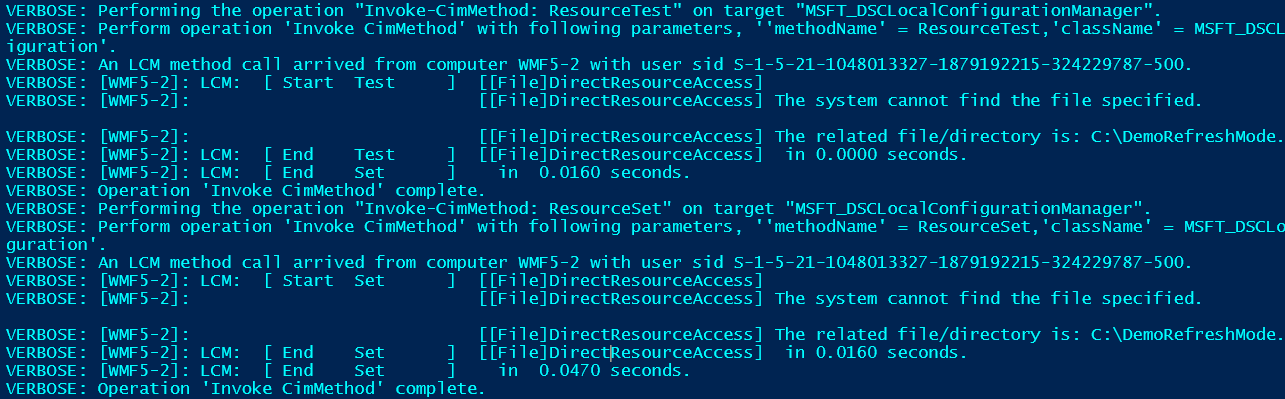 VERBOSE: Performing the operation "Invoke-CimMethod: ResourceTest" on target "MSFT_DSCLocalConfigurationManager".
VERBOSE: Perform operation 'Invoke CimMethod' with following parameters, ''methodName' = ResourceTest,'className' = MSFT_DSCL
iguration'.
VERBOSE: An LCM method call arrived from computer WMF5-2 with user sid S-1-5-21-1048013327-1879192215-324229787-500.
VERBOSE: [WMF5-2]: LCM:  [ Start  Test     ]  [[File]DirectResourceAccess]
VERBOSE: [WMF5-2]:                            [[File]DirectResourceAccess] The system cannot find the file specified.
VERBOSE: [WMF5-2]:                            [[File]DirectResourceAccess] The related file/directory is: C:\DemoRefreshMode.
VERBOSE: [WMF5-2]: LCM:  [ End    Test     ]  [[File]DirectResourceAccess]  in 0.0000 seconds.
VERBOSE: [WMF5-2]: LCM:  [ End    Set      ]    in  0.0160 seconds.
VERBOSE: Operation 'Invoke CimMethod' complete.
VERBOSE: Performing the operation "Invoke-CimMethod: ResourceSet" on target "MSFT_DSCLocalConfigurationManager".
VERBOSE: Perform operation 'Invoke CimMethod' with following parameters, ''methodName' = ResourceSet,'className' = MSFT_DSCLo
guration'.
VERBOSE: An LCM method call arrived from computer WMF5-2 with user sid S-1-5-21-1048013327-1879192215-324229787-500.
VERBOSE: [WMF5-2]: LCM:  [ Start  Set      ]  [[File]DirectResourceAccess]
VERBOSE: [WMF5-2]:                            [[File]DirectResourceAccess] The system cannot find the file specified.
VERBOSE: [WMF5-2]:                            [[File]DirectResourceAccess] The related file/directory is: C:\DemoRefreshMode.
VERBOSE: [WMF5-2]: LCM:  [ End    Set      ]  [[File]DirectResourceAccess]  in 0.0160 seconds.
VERBOSE: [WMF5-2]: LCM:  [ End    Set      ]    in  0.0470 seconds.
VERBOSE: Operation 'Invoke CimMethod' complete.